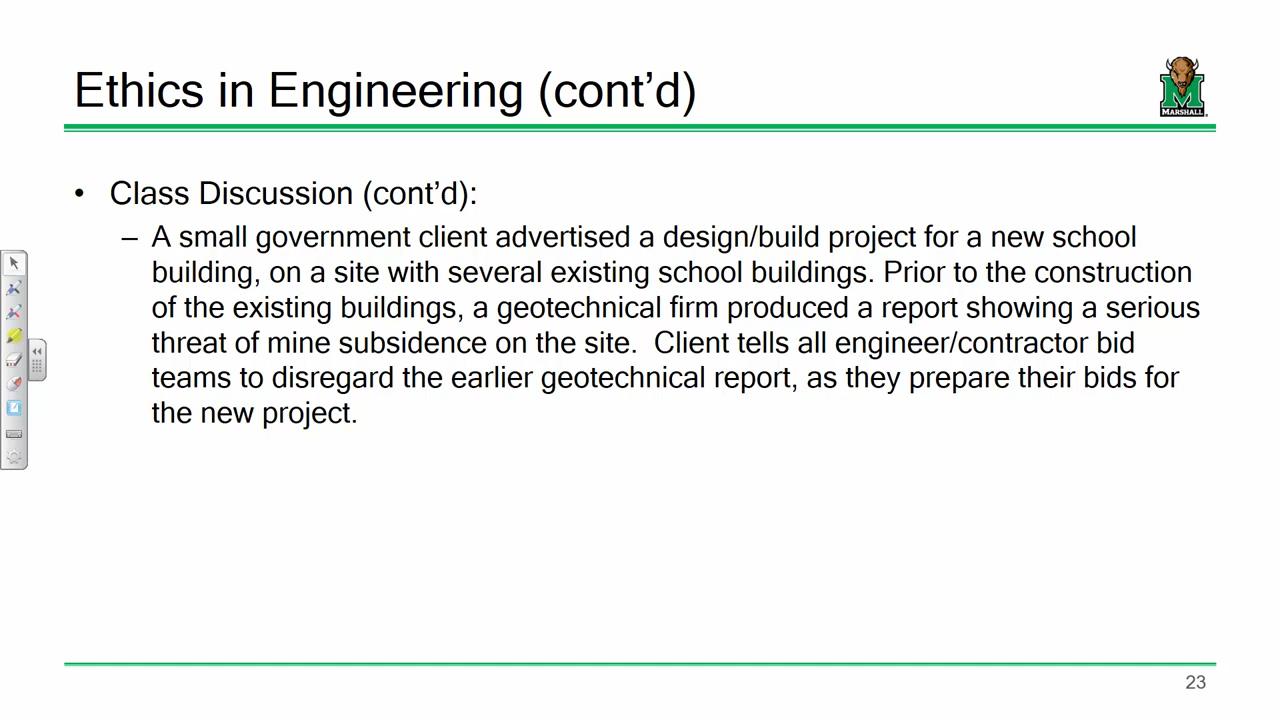 Ethics in Engineering (cont’d)
MARSHALL
• Class Discussion (cont’d):
– A small government client advertised a design/build project for a new school
building, on a site with several existing school buildings. Prior to the construction
of the existing buildings, a geotechnical firm produced a report showing a serious
threat of mine subsidence on the site.  Client tells all engineer/contractor bid
teams to disregard the earlier geotechnical report, as they prepare their bids for
the new project.
23